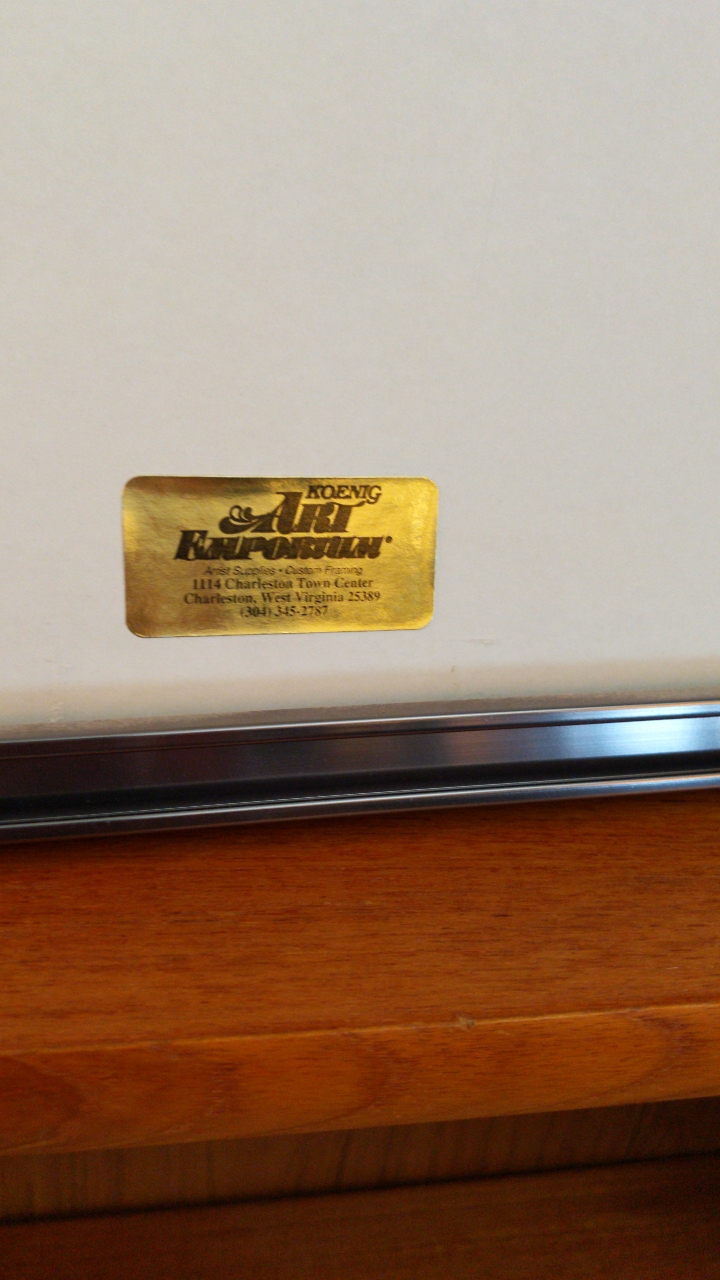 KOENIG
ART
EMPORIUM®
Artist Supplies • Custom Framing
1114 Charleston Town Center
Charleston, West Virginia 25389
(304) 345-2787